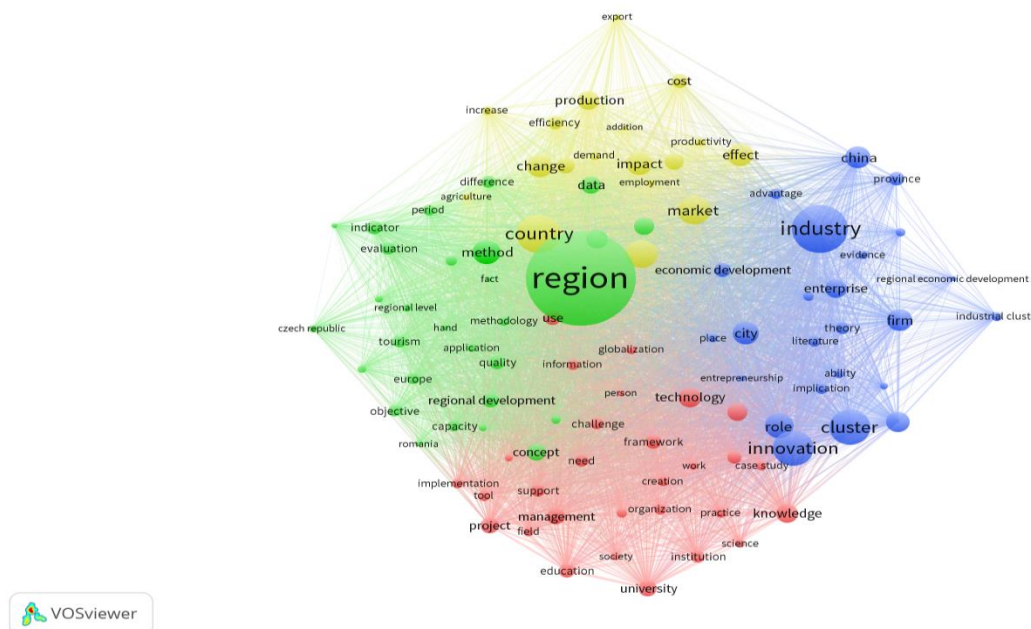 export
cost
production
increase
efficiency
addition
productivity
demand
effect
change
impact
china
difference
data
employment
province
agriculture
advantage
period
market
indicator
country
industry
evaluation
method
evidence
region
economic development
fact
regional economic development
enterprise
regional level
industrial clust
use
methodology
firm
czech republic
hand
theory
place
city
tourism
literature
application
globalization
quality
information
ability
europe
entrepreneurship
implication
person
regional development
technology
objective
capacity
challenge
role
cluster
romania
framework
innovation
concept
need
work
case study
implementation
creation
tool
support
organization
practice
knowledge
project
management
field
science
society
institution
education
university
VOSviewer